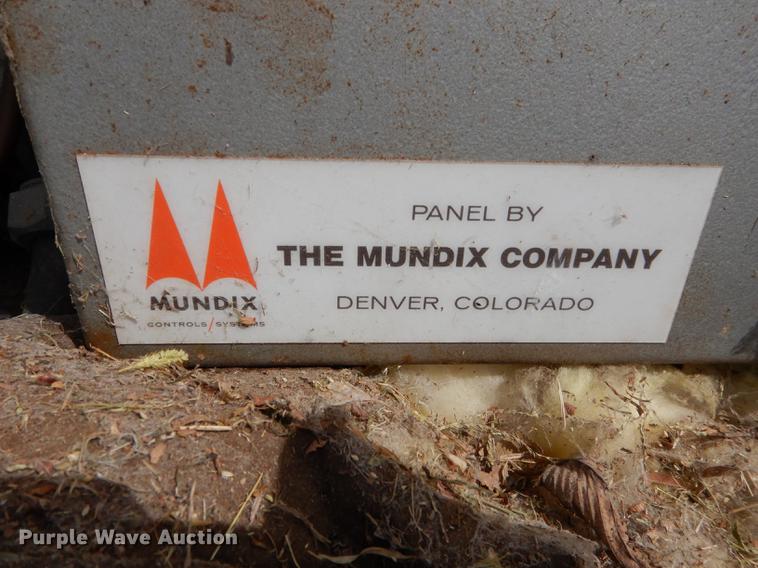 PANEL BY
THE MUNDIX COMPANY
DENVER, COLORADO
MUNDIX
CONTROLS/SYSTEMS
Purple Wave Auction